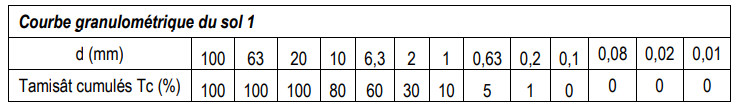 Courbe granulométrique du sol 1
d (mm) 100 63 20 10 6,3 2 1 0,63 0,2 0,1 0,08 0,02 0,01
Tamisât cumulés Tc (%) 100 100 100 80 60 30 10 5 1 0 0 0 0